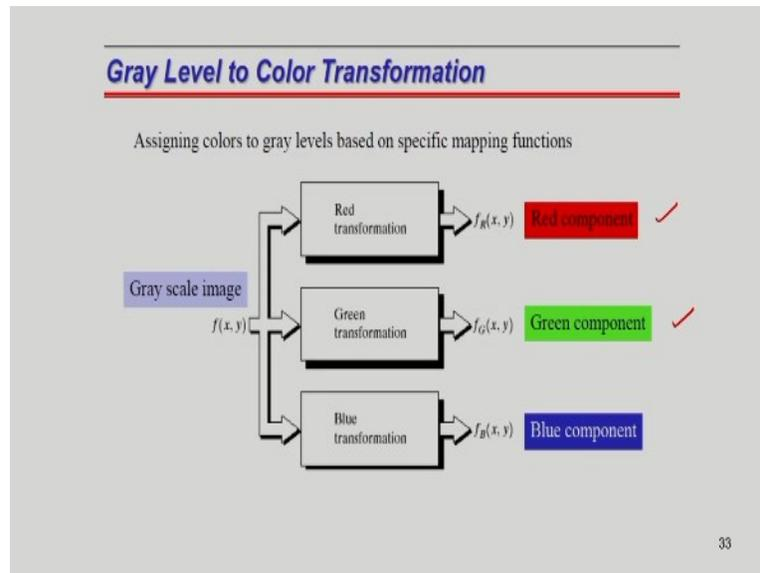 Gray Level to Color Transformation
Assigning colors to gray levels based on specific mapping functions
Red
transformation
f_R(x, y)
Red component
Gray scale image
f(x, y)
Green
transformation
f_G(x, y)
Green component
Blue
transformation
f_B(x, y)
Blue component
33